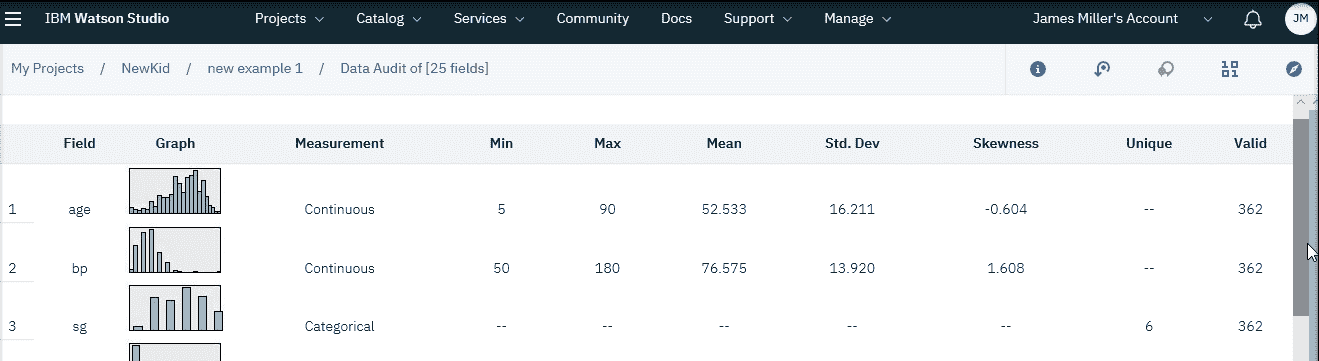 IBM Watson Studio Projects Catalog Services Community Docs Support Manage James Miller's Account JM
My Projects / NewKid / new example 1 / Data Audit of [25 fields]
Field Graph Measurement Min Max Mean Std. Dev Skewness Unique Valid
1 age Continuous 5 90 52.533 16.211 -0.604 -- 362
2 bp Continuous 50 180 76.575 13.920 1.608 -- 362
3 sg Categorical -- -- -- -- -- 6 362